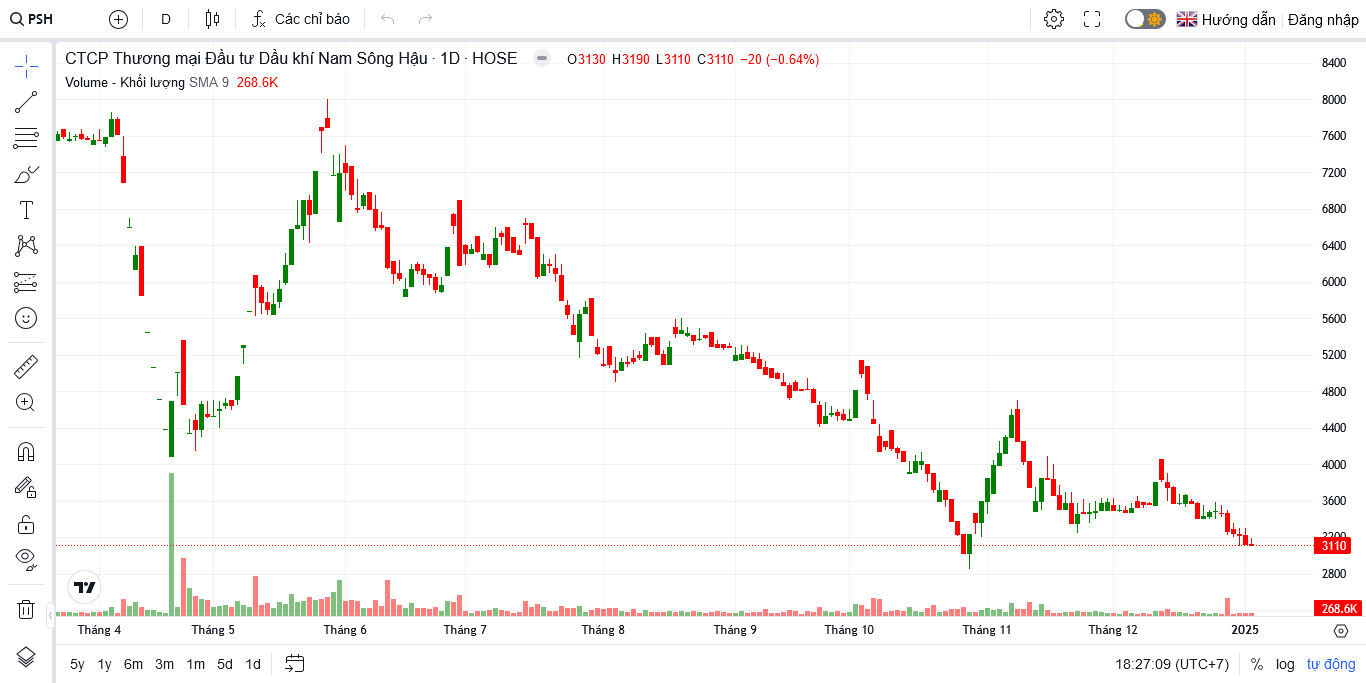 PSH D Các chỉ báo Hướng dẫn Đăng nhập
CTCP Thương mại Đầu tư Dầu khí Nam Sông Hậu · 1D · HOSE O3130 H3190 L3110 C3110 −20 (−0.64%)
Volume - Khối lượng SMA 9 268.6K
8400
8000
7600
7200
6800
6400
6000
5600
5200
4800
4400
4000
3600
3200
3110
2800
268.6K
Tháng 4 Tháng 5 Tháng 6 Tháng 7 Tháng 8 Tháng 9 Tháng 10 Tháng 11 Tháng 12 2025
5y 1y 6m 3m 1m 5d 1d 18:27:09 (UTC+7) % log tự động